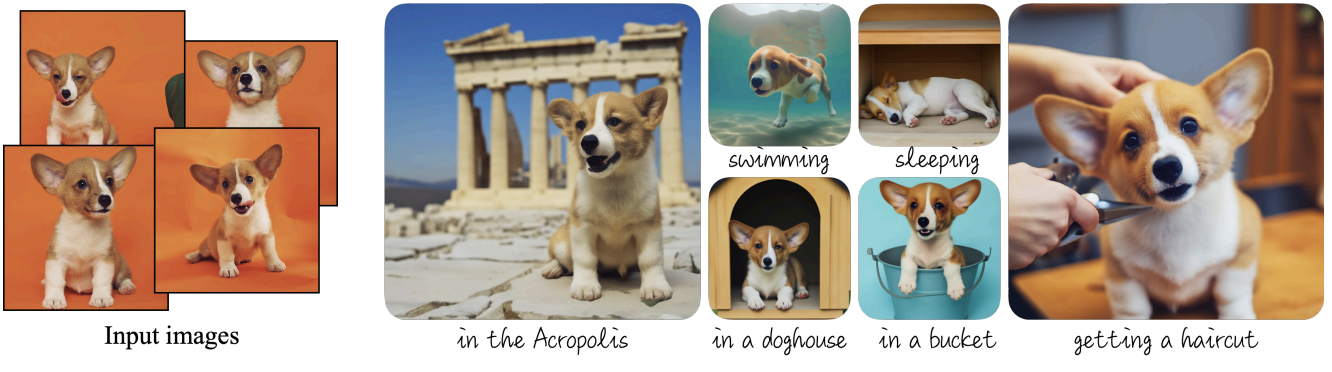 Input images
in the Acropolis
swimming
sleeping
in a doghouse
in a bucket
getting a haircut